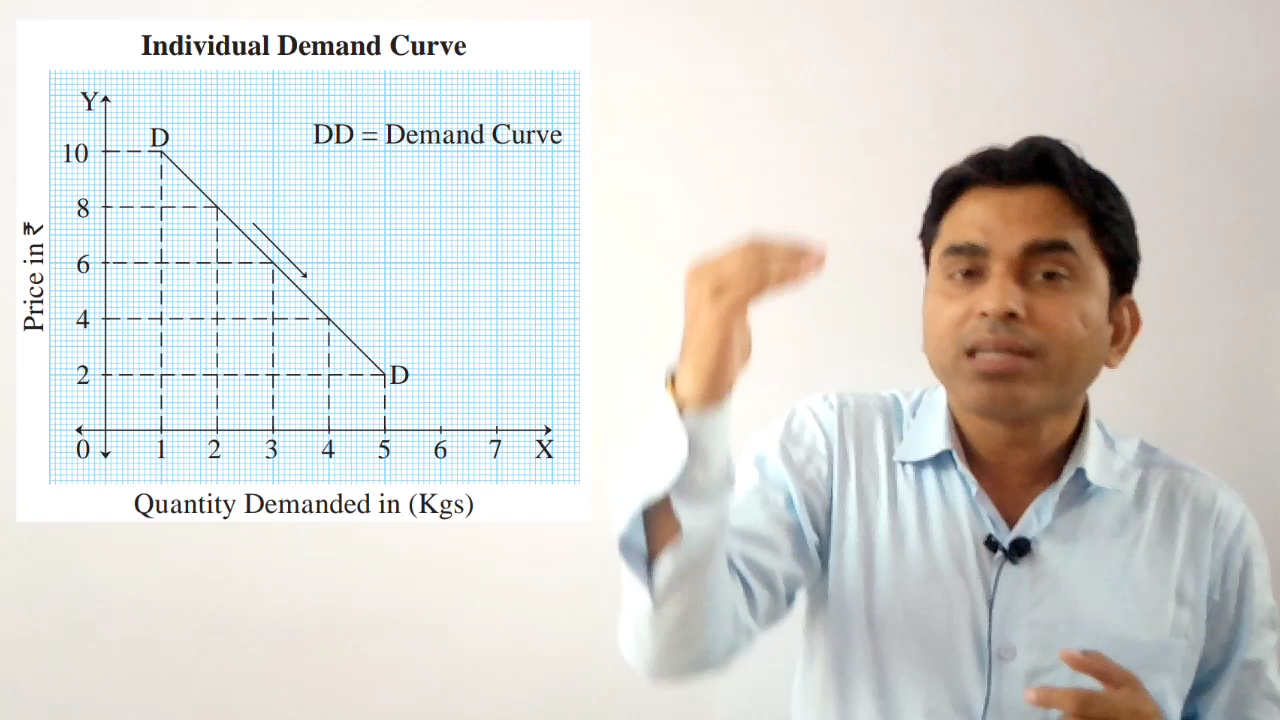 Individual Demand Curve
Y
D
DD = Demand Curve
10
8
6
4
2
D
Price in ₹
0 1 2 3 4 5 6 7 X
Quantity Demanded in (Kgs)